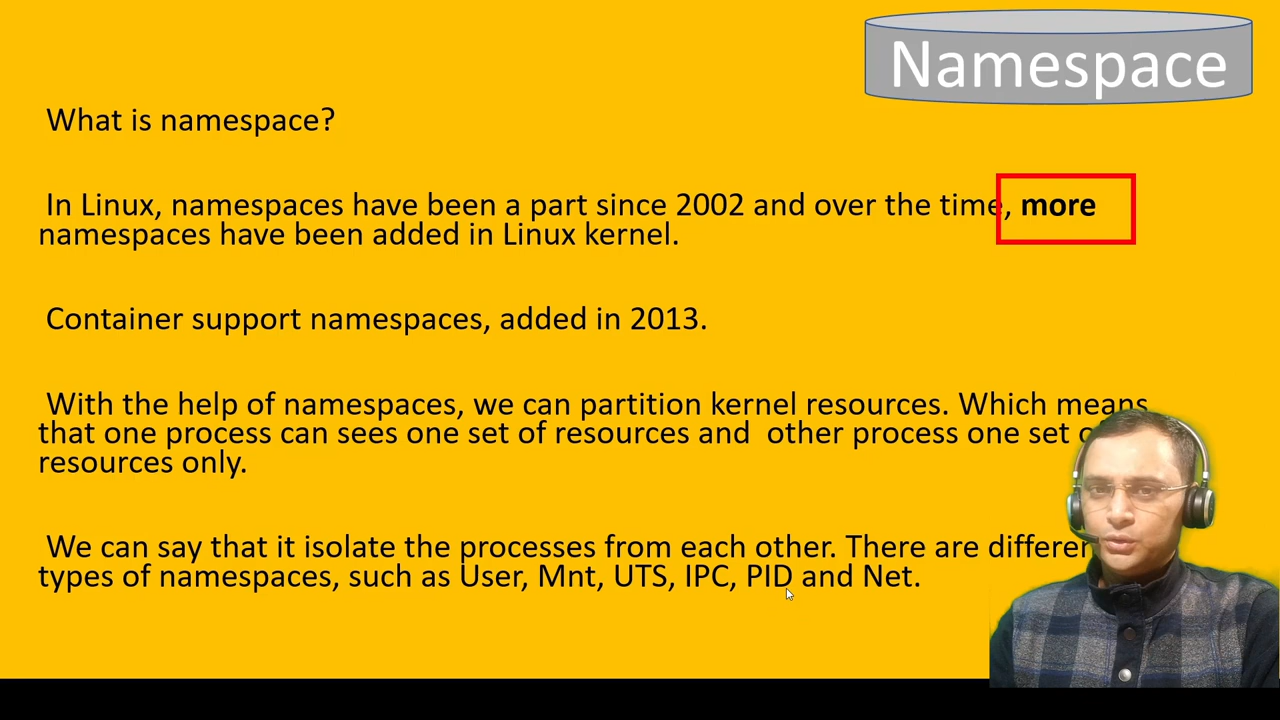 Namespace
What is namespace?
In Linux, namespaces have been a part since 2002 and over the time, more
namespaces have been added in Linux kernel.
Container support namespaces, added in 2013.
With the help of namespaces, we can partition kernel resources. Which means
that one process can sees one set of resources and other process one set
resources only.
We can say that it isolate the processes from each other. There are
types of namespaces, such as User, Mnt, UTS, IPC, PID and Net.